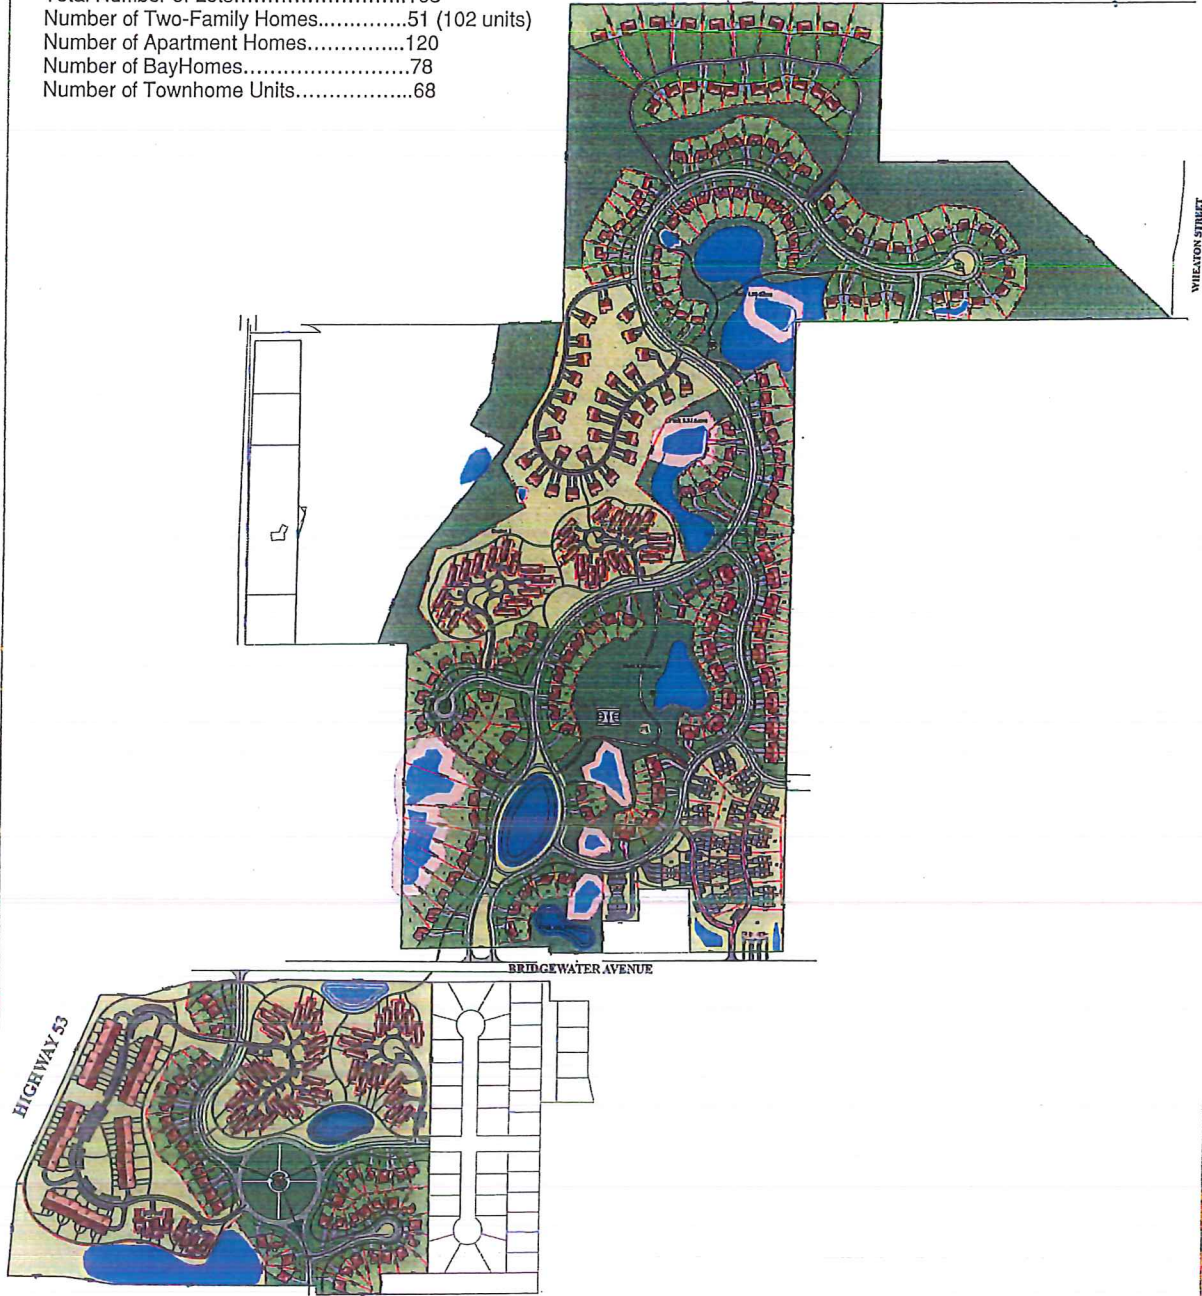 Number of Two-Family Homes..............51 (102 units)
Number of Apartment Homes...............120
Number of BayHomes.........................78
Number of Townhome Units..................68
WHEATON STREET
BRIDGEWATER AVENUE
HIGHWAY 53